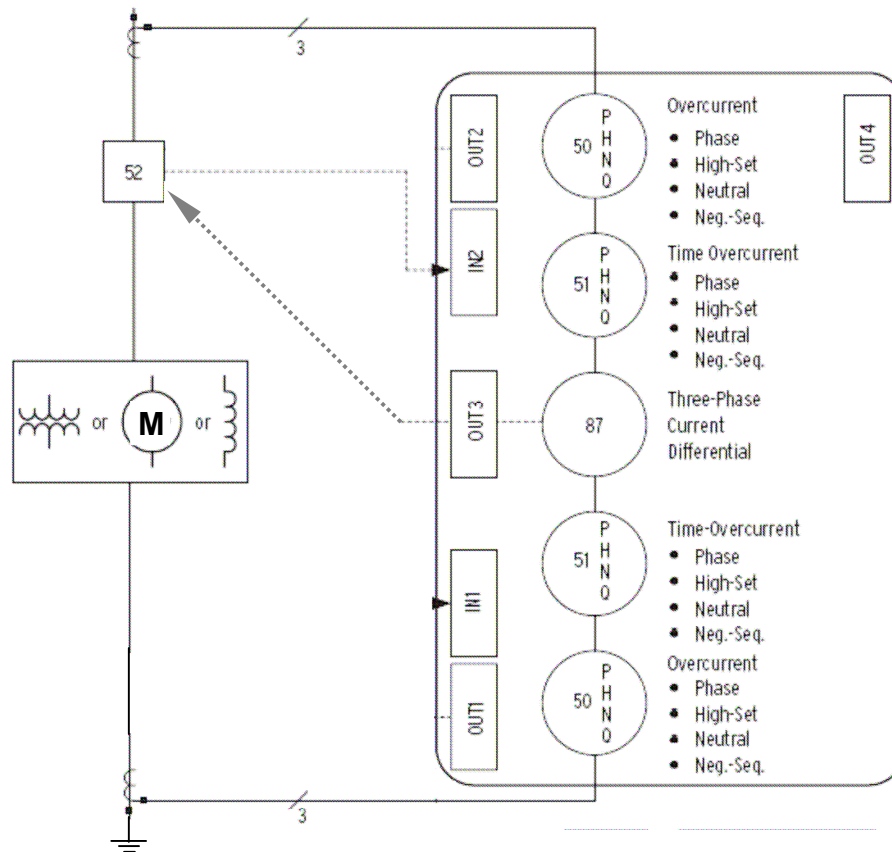 3
OUT2
50
P
H
N
Q
Overcurrent
• Phase
• High-Set
• Neutral
• Neg.-Seq.
OUT4
52
IN2
51
P
H
N
Q
Time Overcurrent
• Phase
• High-Set
• Neutral
• Neg.-Seq.
or
M
or
OUT3
87
Three-Phase
Current
Differential
IN1
51
P
H
N
Q
Time-Overcurrent
• Phase
• High-Set
• Neutral
• Neg.-Seq.
OUT1
50
P
H
N
Q
Overcurrent
• Phase
• High-Set
• Neutral
• Neg.-Seq.
3